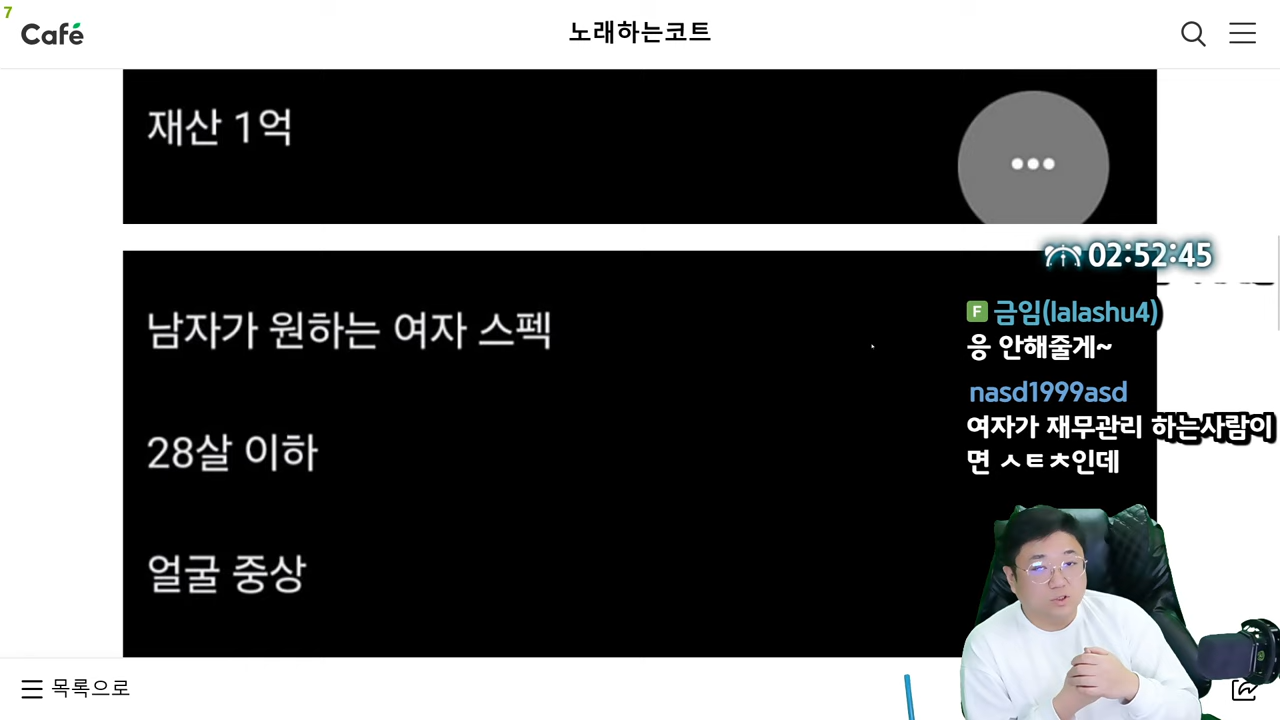 7
Café
노래하는코트
재산 1억
02:52:45
남자가 원하는 여자 스펙
28살 이하
얼굴 중상
F 금임(lalashu4)
응 안해줄게~
nasd1999asd
여자가 재무관리 하는사람이
면 ㅅㅌㅊ인데
목록으로